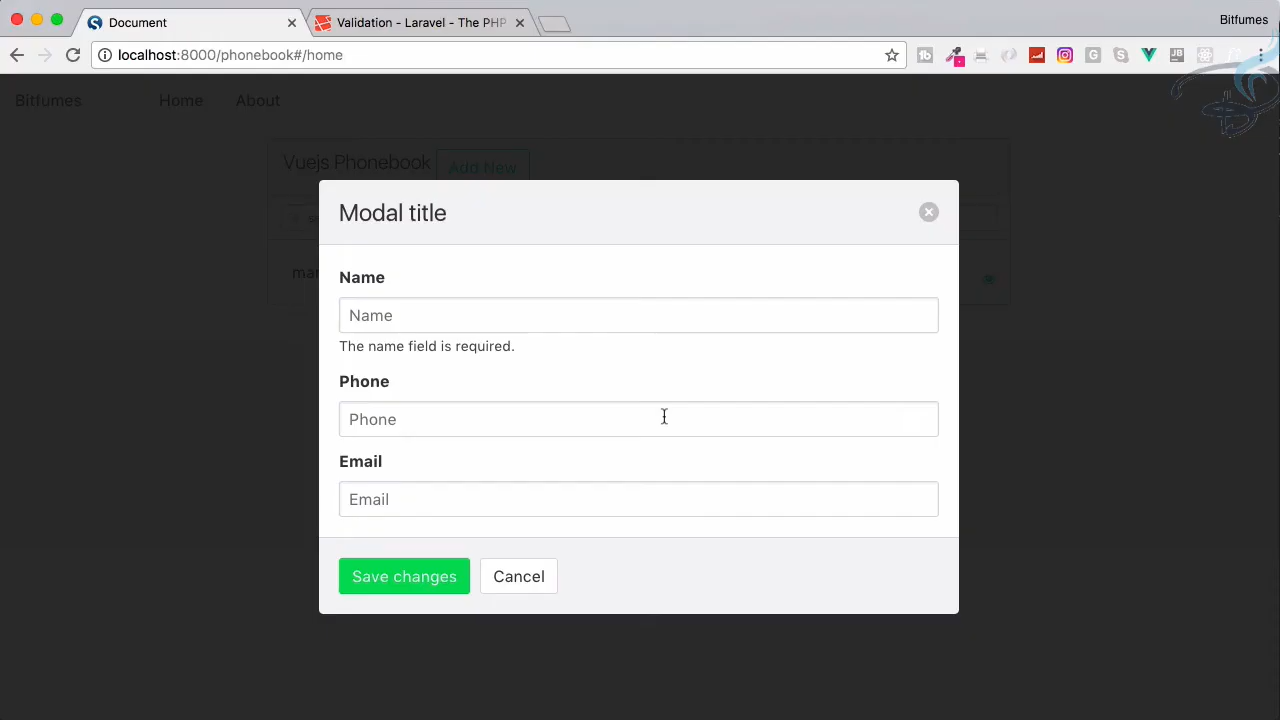 Document
Validation - Laravel - The PHP
Bitfumes
localhost:8000/phonebook#/home
Bitfumes Home About
Vuejs Phonebook Add New
Modal title
Name
Name
The name field is required.
Phone
Phone
Email
Email
Save changes Cancel